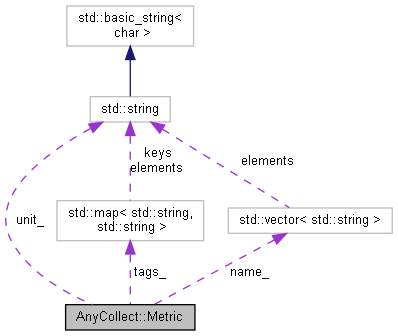 std::basic_string<
char >
std::string
keys
elements
elements
unit_
std::map< std::string,
std::string >
std::vector< std::string >
tags_
name_
AnyCollect::Metric